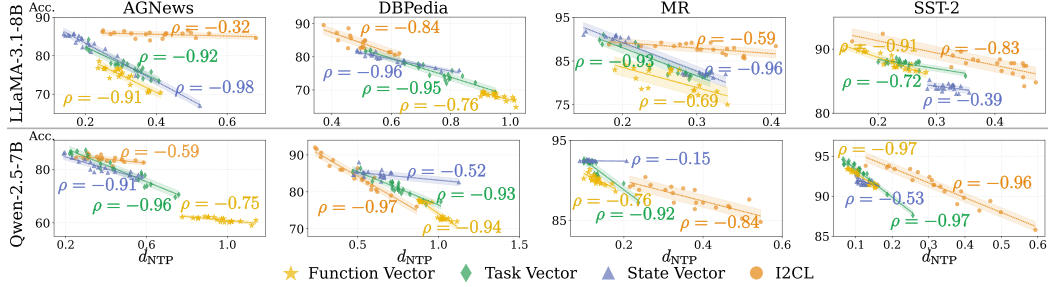 AGNews DBPedia MR SST-2
Acc.
LLaMA-3.1-8B
90
80
70
0.2 0.4 0.6
ρ = −0.32
ρ = −0.92
ρ = −0.98
ρ = −0.91
90
80
70
0.4 0.6 0.8 1.0
ρ = −0.84
ρ = −0.96
ρ = −0.95
ρ = −0.76
95
85
75
0.2 0.4
ρ = −0.59
ρ = −0.93
ρ = −0.96
ρ = −0.69
90
80
0.2 0.3 0.4
ρ = −0.91
ρ = −0.83
ρ = −0.72
ρ = −0.39
Acc.
Qwen-2.5-7B
80
60
0.2 0.6 1.0
ρ = −0.59
ρ = −0.91
ρ = −0.96
ρ = −0.75
90
80
70
0.5 1.0 1.5
ρ = −0.52
ρ = −0.93
ρ = −0.97
ρ = −0.94
95
85
0.2 0.4 0.6
ρ = −0.15
ρ = −0.76
ρ = −0.92
ρ = −0.84
95
90
85
0.1 0.2 0.3 0.4 0.5 0.6
ρ = −0.97
ρ = −0.96
ρ = −0.53
ρ = −0.97
dNTP dNTP dNTP dNTP
Function Vector Task Vector State Vector I2CL